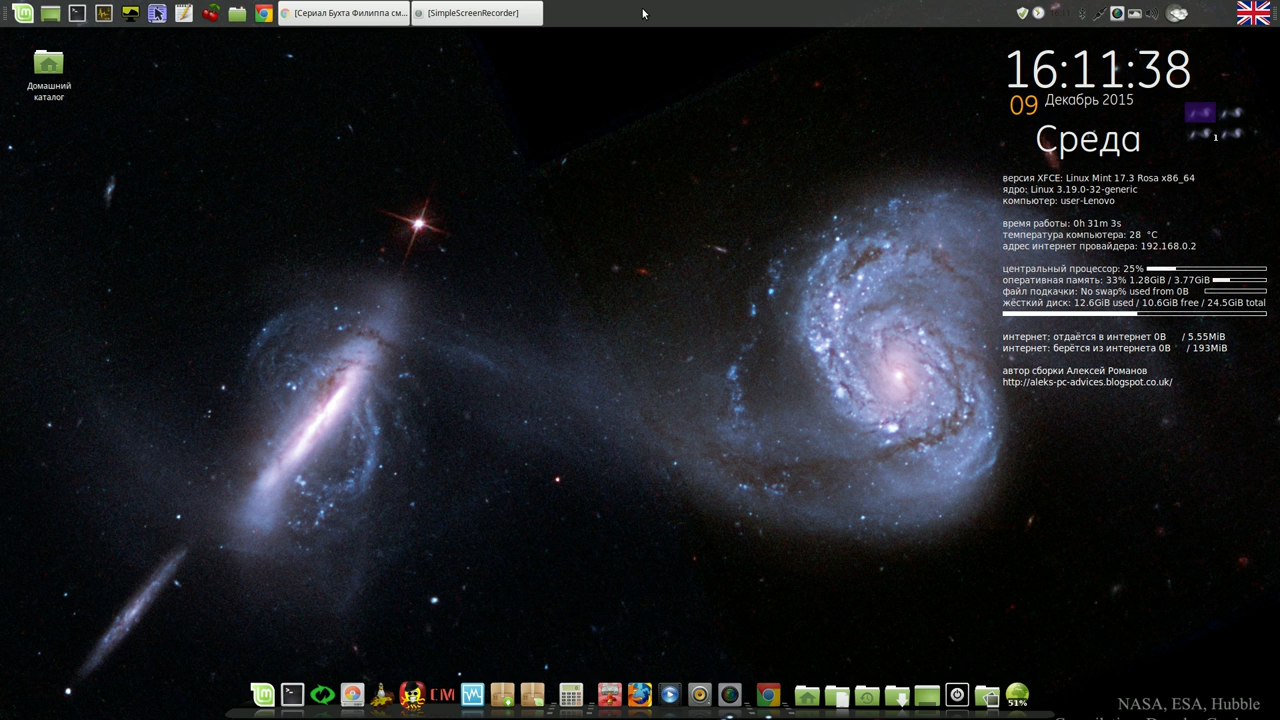 [Сериал Бухта Филиппа см...
[SimpleScreenRecorder]
Домашний
каталог
16:11:38
09 Декабрь 2015
1
Среда
версия XFCE: Linux Mint 17.3 Rosa x86_64
ядро: Linux 3.19.0-32-generic
компьютер: user-Lenovo
время работы: 0h 31m 3s
температура компьютера: 28 °C
адрес интернет провайдера: 192.168.0.2
центральный процессор: 25%
оперативная память: 33% 1.28GiB / 3.77GiB
файл подкачки: No swap% used from 0B
жёсткий диск: 12.6GiB used / 10.6GiB free / 24.5GiB total
интернет: отдаётся в интернет 0B / 5.55MiB
интернет: берётся из интернета 0B / 193MiB
автор сборки Алексей Романов
http://aleks-pc-advices.blogspot.co.uk/
CM
51%
NASA, ESA, Hubble